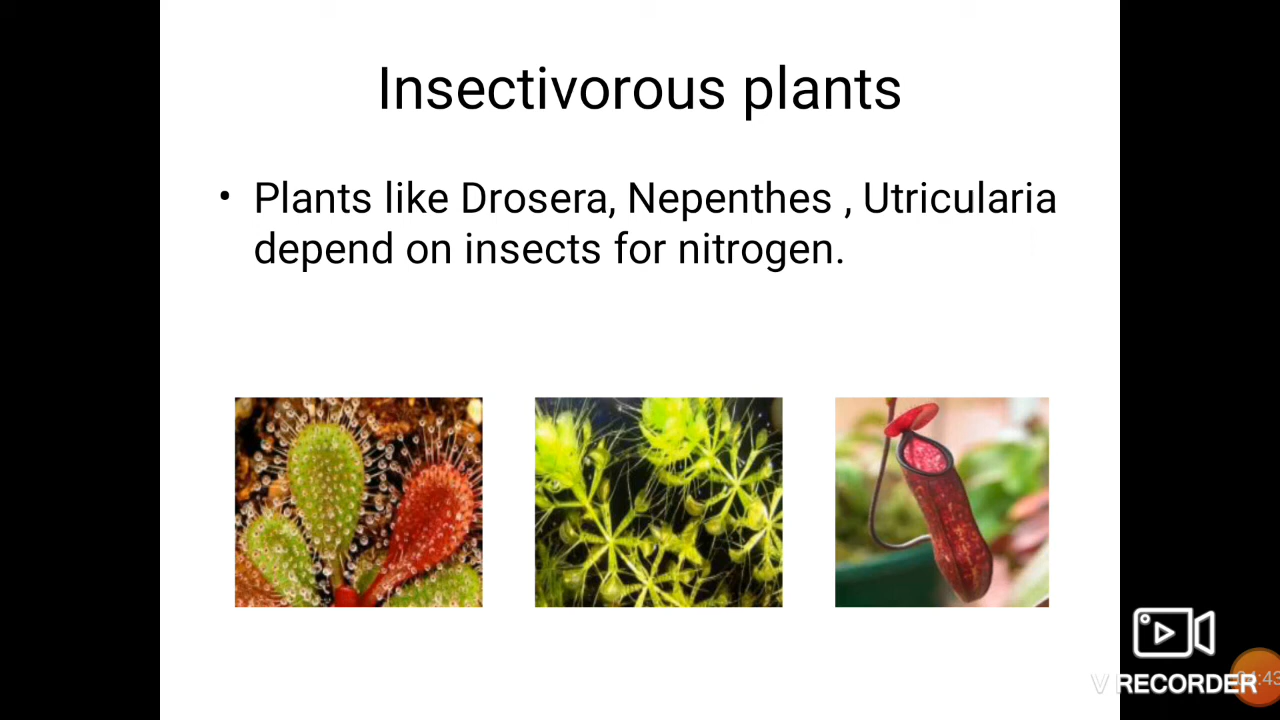 Insectivorous plants
• Plants like Drosera, Nepenthes , Utricularia
depend on insects for nitrogen.
V RECORDER